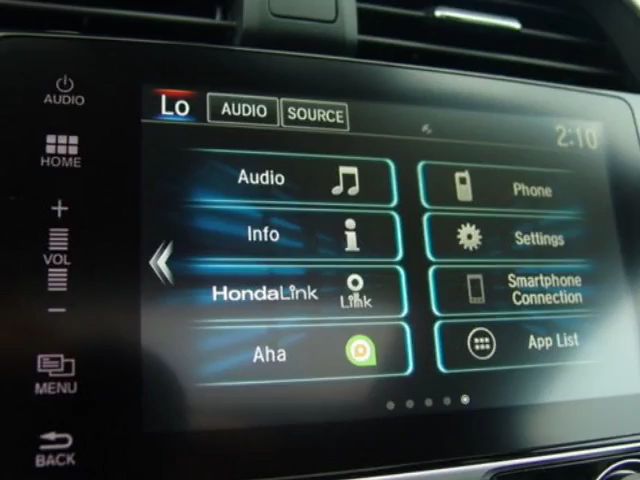 AUDIO
HOME
+
VOL
–
MENU
BACK
Lo AUDIO SOURCE 2:10
Audio
Phone
Info
Settings
HondaLink
Link
Smartphone
Connection
Aha
App List